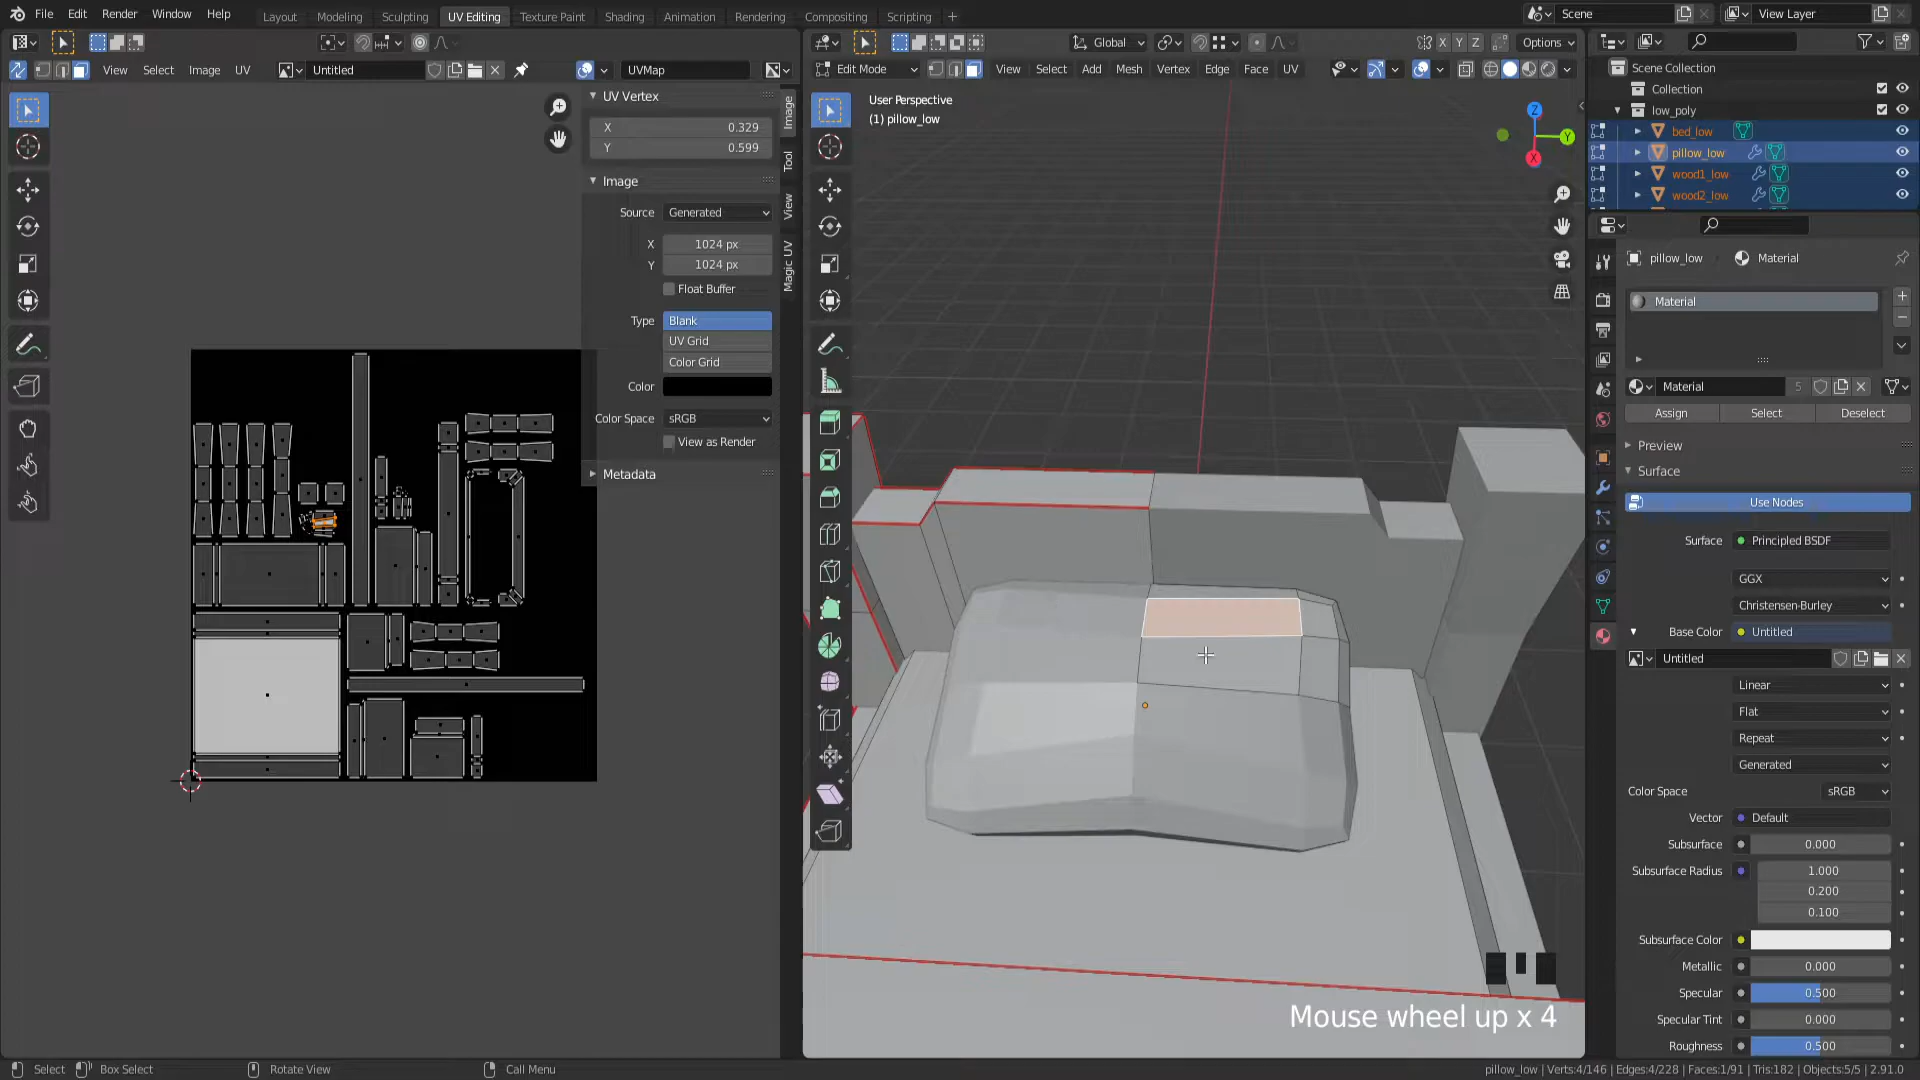 File Edit Render Window Help
Layout Modeling Sculpting UV Editing Texture Paint Shading Animation Rendering Compositing Scripting +
Scene
View Layer
View Select Image UV
Untitled
UVMap
Global
X Y Z
Options
Edit Mode
View Select Add Mesh Vertex Edge Face UV
UV Vertex
X 0.329
Y 0.599
Image
Source Generated
X 1024 px
Y 1024 px
Float Buffer
Type Blank
UV Grid
Color Grid
Color
Color Space sRGB
View as Render
Metadata
Image
Tool
View
Magic UV
User Perspective
(1) pillow_low
Z
Y
X
Mouse wheel up x 4
Scene Collection
Collection
low_poly
bed_low
pillow_low
wood1_low
wood2_low
pillow_low Material
Material
Material 5
Assign Select Deselect
Preview
Surface
Use Nodes
Surface Principled BSDF
GGX
Christensen-Burley
Base Color Untitled
Untitled
Linear
Flat
Repeat
Generated
Color Space sRGB
Vector Default
Subsurface 0.000
Subsurface Radius 1.000
0.200
0.100
Subsurface Color
Metallic 0.000
Specular 0.500
Specular Tint 0.000
Roughness 0.500
Select Box Select Rotate View Call Menu
pillow_low | Verts:4/146 | Edges:4/228 | Faces:1/91 | Tris:182 | Objects:5/5 | 2.91.0